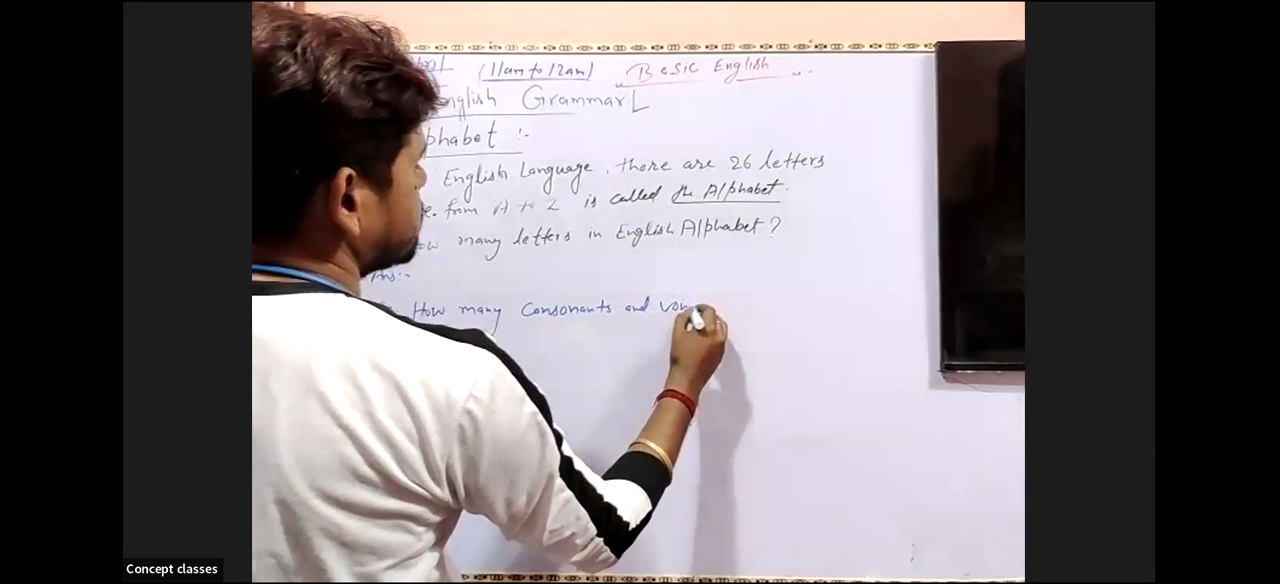 (11am to 12am) Basic English
nglish Grammar
phabet :-
English Language, there are 26 letters
e. from A to Z is called the Alphabet.
ow many letters in English Alphabet?
Ans:-
How many Consonants and vow
Concept classes